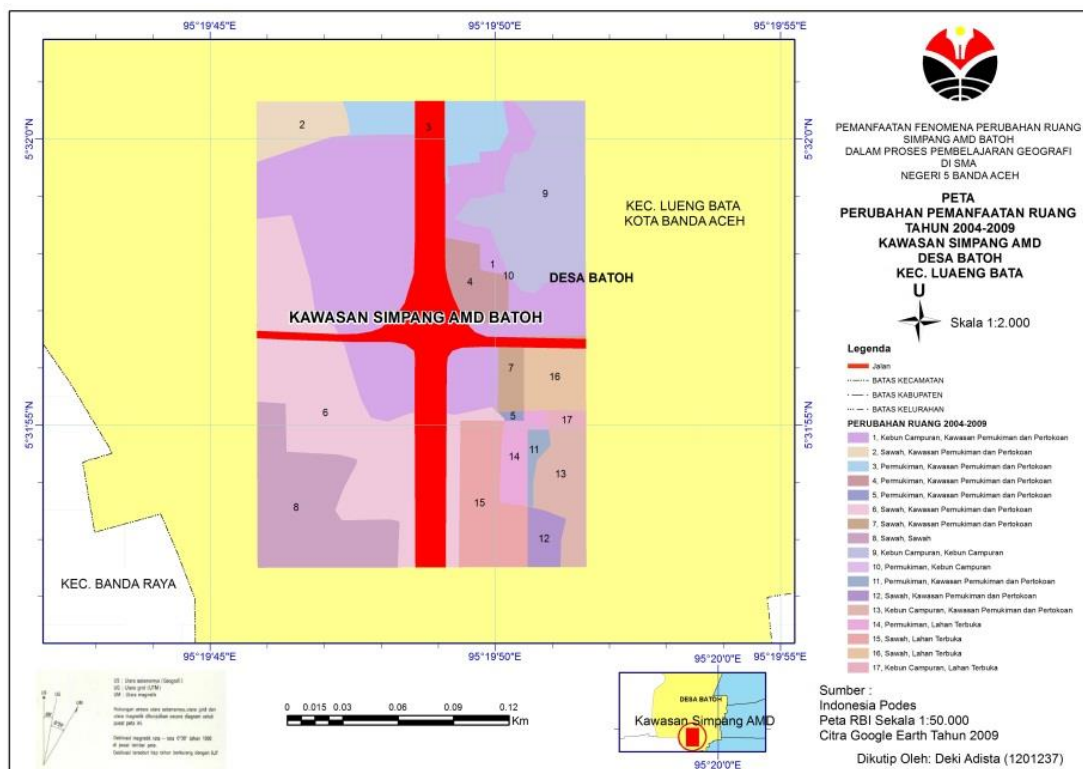 95°19'45"E
95°19'50"E
95°19'55"E
5°32'0"N
5°32'0"N
5°31'55"N
5°31'55"N
2
3
9
KEC. LUENG BATA
KOTA BANDA ACEH
1
10
4
DESA BATOH
KAWASAN SIMPANG AMD BATOH
7
16
6
5
17
14
11
13
15
8
12
KEC. BANDA RAYA
95°19'45"E
95°19'50"E
95°20'0"E
95°19'55"E
PEMANFAATAN FENOMENA PERUBAHAN RUANG
SIMPANG AMD BATOH
DALAM PROSES PEMBELAJARAN GEOGRAFI
DI SMA
NEGERI 5 BANDA ACEH
PETA
PERUBAHAN PEMANFAATAN RUANG
TAHUN 2004-2009
KAWASAN SIMPANG AMD
DESA BATOH
KEC. LUAENG BATA
U
Skala 1:2.000
Legenda
Jalan
BATAS KECAMATAN
BATAS KABUPATEN
BATAS KELURAHAN
PERUBAHAN RUANG 2004-2009
1, Kebun Campuran, Kawasan Pemukiman dan Pertokoan
2, Sawah, Kawasan Pemukiman dan Pertokoan
3, Permukiman, Kawasan Pemukiman dan Pertokoan
4, Permukiman, Kawasan Pemukiman dan Pertokoan
5, Permukiman, Kawasan Pemukiman dan Pertokoan
6, Sawah, Kawasan Pemukiman dan Pertokoan
7, Sawah, Kawasan Pemukiman dan Pertokoan
8, Sawah, Sawah
9, Kebun Campuran, Kebun Campuran
10, Permukiman, Kebun Campuran
11, Permukiman, Kawasan Pemukiman dan Pertokoan
12, Sawah, Kawasan Pemukiman dan Pertokoan
13, Kebun Campuran, Kawasan Pemukiman dan Pertokoan
14, Permukiman, Lahan Terbuka
15, Sawah, Lahan Terbuka
16, Sawah, Lahan Terbuka
17, Kebun Campuran, Lahan Terbuka
0 0.015 0.03 0.06 0.09 0.12
Km
DESA BATOH
Kawasan Simpang AMD
95°20'0"E
Sumber :
Indonesia Podes
Peta RBI Sekala 1:50.000
Citra Google Earth Tahun 2009
Dikutip Oleh: Deki Adista (1201237)